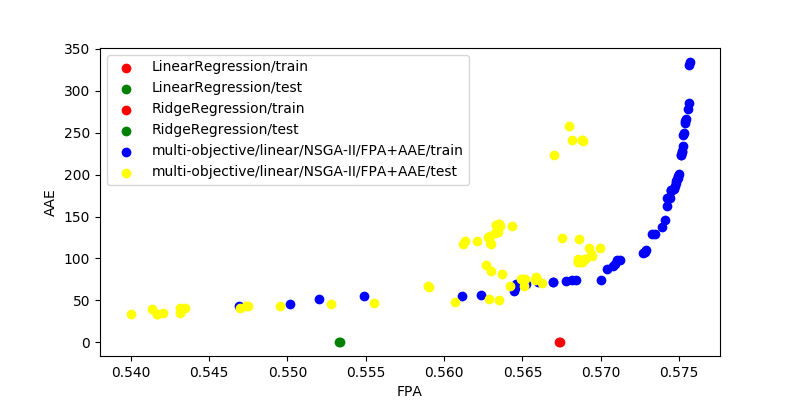 350
300
250
200
150
100
50
0
AAE
LinearRegression/train
LinearRegression/test
RidgeRegression/train
RidgeRegression/test
multi-objective/linear/NSGA-II/FPA+AAE/train
multi-objective/linear/NSGA-II/FPA+AAE/test
0.540 0.545 0.550 0.555 0.560 0.565 0.570 0.575
FPA